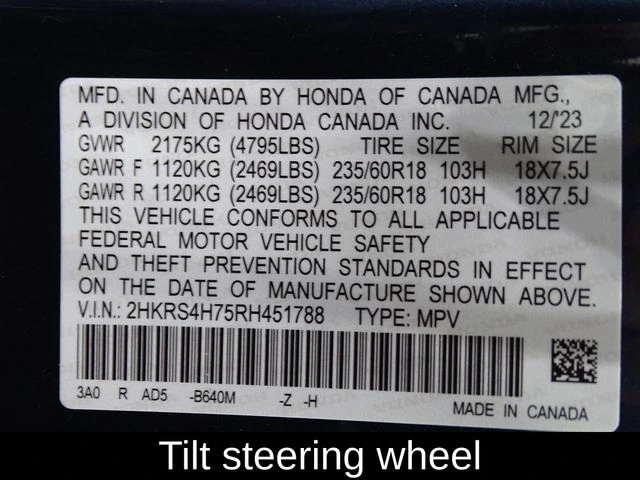 MFD. IN CANADA BY HONDA OF CANADA MFG.,
A DIVISION OF HONDA CANADA INC. 12/'23
GVWR 2175KG (4795LBS) TIRE SIZE RIM SIZE
GAWR F 1120KG (2469LBS) 235/60R18 103H 18X7.5J
GAWR R 1120KG (2469LBS) 235/60R18 103H 18X7.5J
THIS VEHICLE CONFORMS TO ALL APPLICABLE
FEDERAL MOTOR VEHICLE SAFETY
AND THEFT PREVENTION STANDARDS IN EFFECT
ON THE DATE OF MANUFACTURE SHOWN ABOVE.
V.I.N.: 2HKRS4H75RH451788 TYPE: MPV
3A0 R AD5 -B640M -Z -H
MADE IN CANADA
Tilt steering wheel